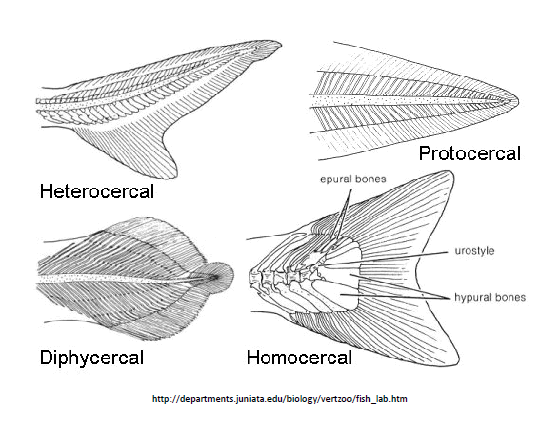 Heterocercal
Protocercal
epural bones
urostyle
hypural bones
Diphycercal
Homocercal
http://departments.juniata.edu/biology/vertzoo/fish_lab.htm